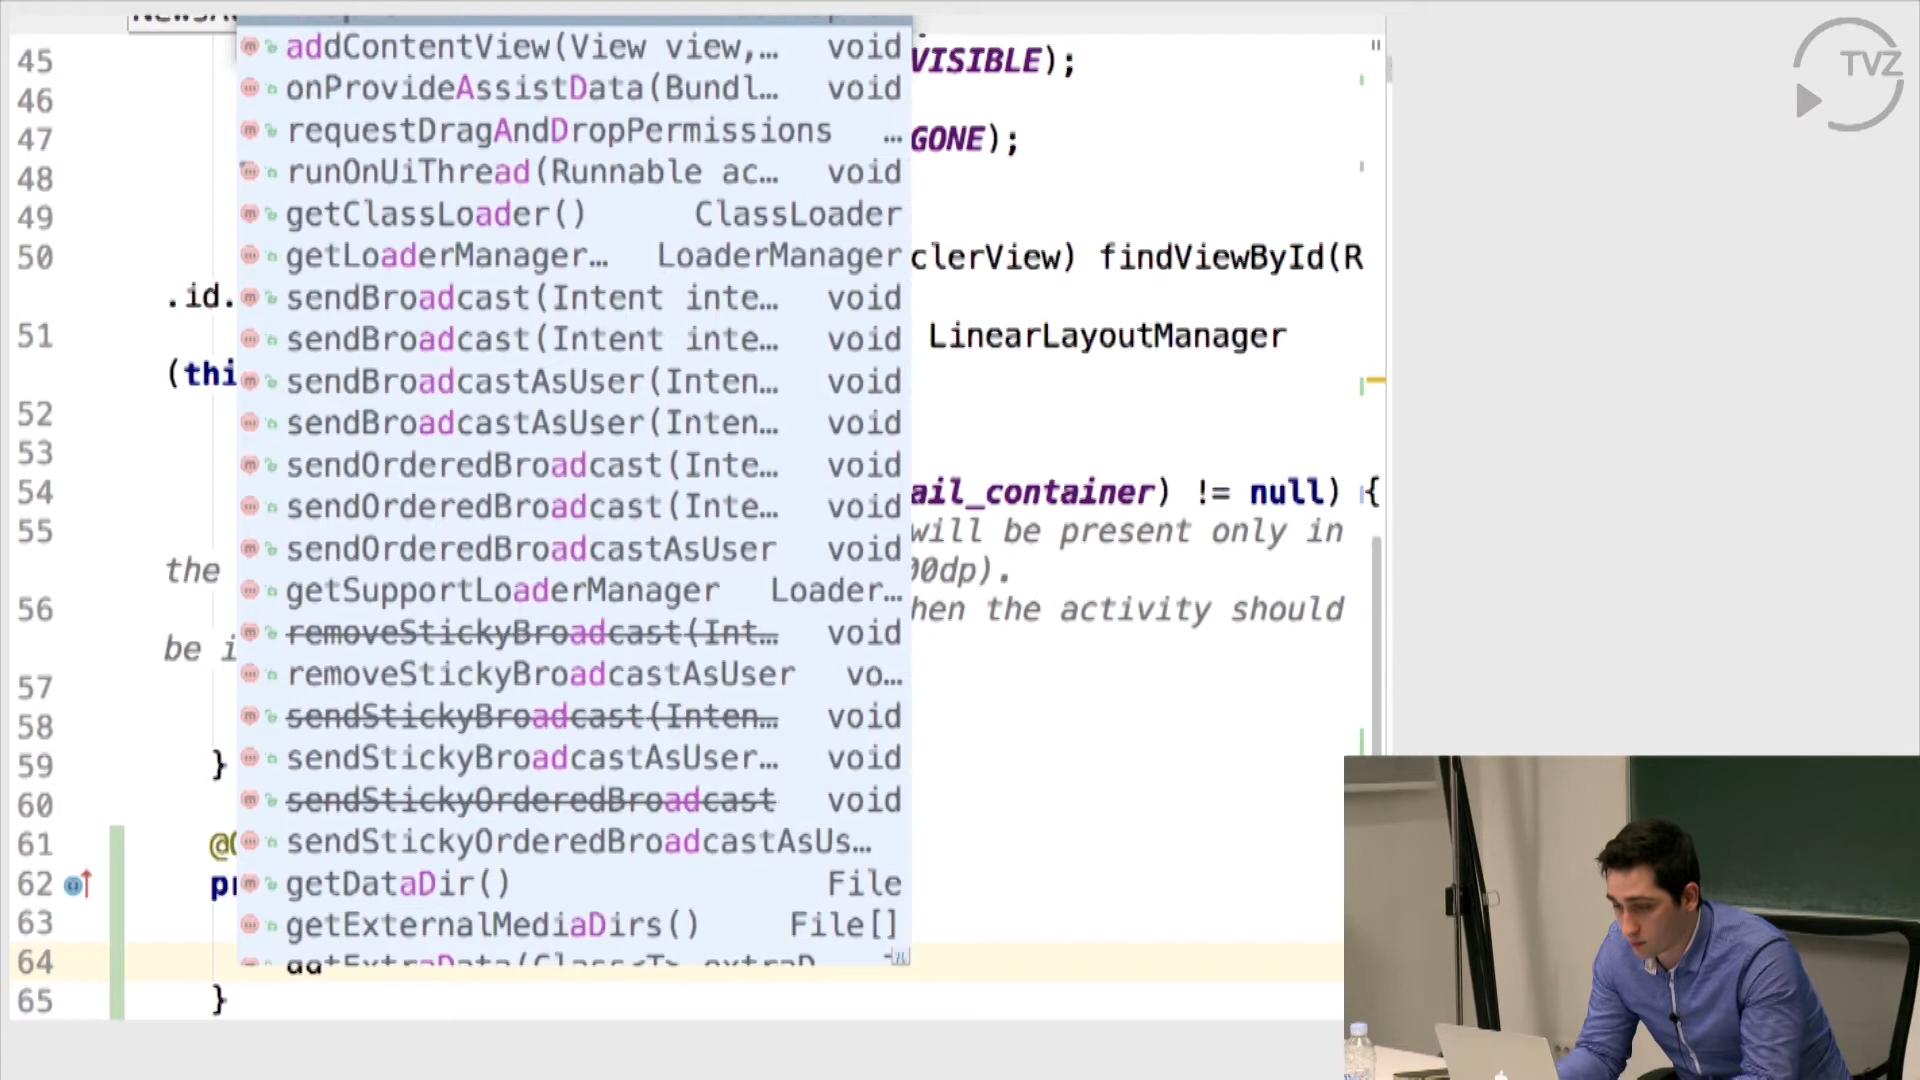 addContentView(View view,… void
45 VISIBLE);
46 onProvideAssistData(Bundl… void
47 requestDragAndDropPermissions … GONE);
48 runOnUiThread(Runnable ac… void
49 getClassLoader() ClassLoader
50 getLoaderManager… LoaderManager clerView) findViewById(R
.id. sendBroadcast(Intent inte… void
51 sendBroadcast(Intent inte… void LinearLayoutManager
(thi sendBroadcastAsUser(Inten… void
52 sendBroadcastAsUser(Inten… void
53 sendOrderedBroadcast(Inte… void
54 sendOrderedBroadcast(Inte… void ail_container) != null) {
55 sendOrderedBroadcastAsUser void will be present only in
the getSupportLoaderManager Loader… 00dp).
56 removeStickyBroadcast(Int… void hen the activity should
be i removeStickyBroadcastAsUser vo…
57 sendStickyBroadcast(Inten… void
58 sendStickyBroadcastAsUser… void
59 }
60 sendStickyOrderedBroadcast void
61 @ sendStickyOrderedBroadcastAsUs…
62 pr getDataDir() File
63 getExternalMediaDirs() File[]
64 ad
65 }
TVZ